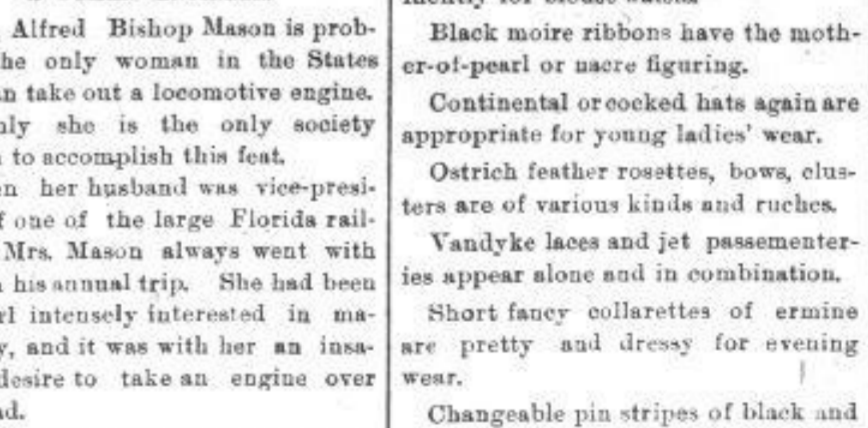 Alfred Bishop Mason is prob-
he only woman in the States
n take out a locomotive engine.
nly she is the only society
to accomplish this feat.
en her husband was vice-presi-
f one of the large Florida rail-
Mrs. Mason always went with
his annual trip. She had been
rl intensely interested in ma-
y, and it was with her an insa-
desire to take an engine over
ad.
Black moire ribbons have the moth-
er-of-pearl or nacre figuring.
Continental or cocked hats again are
appropriate for young ladies' wear.
Ostrich feather rosettes, bows, clus-
ters are of various kinds and ruches.
Vandyke laces and jet passementer-
ies appear alone and in combination.
Short fancy collarettes of ermine
are pretty and dressy for evening
wear.
Changeable pin stripes of black and